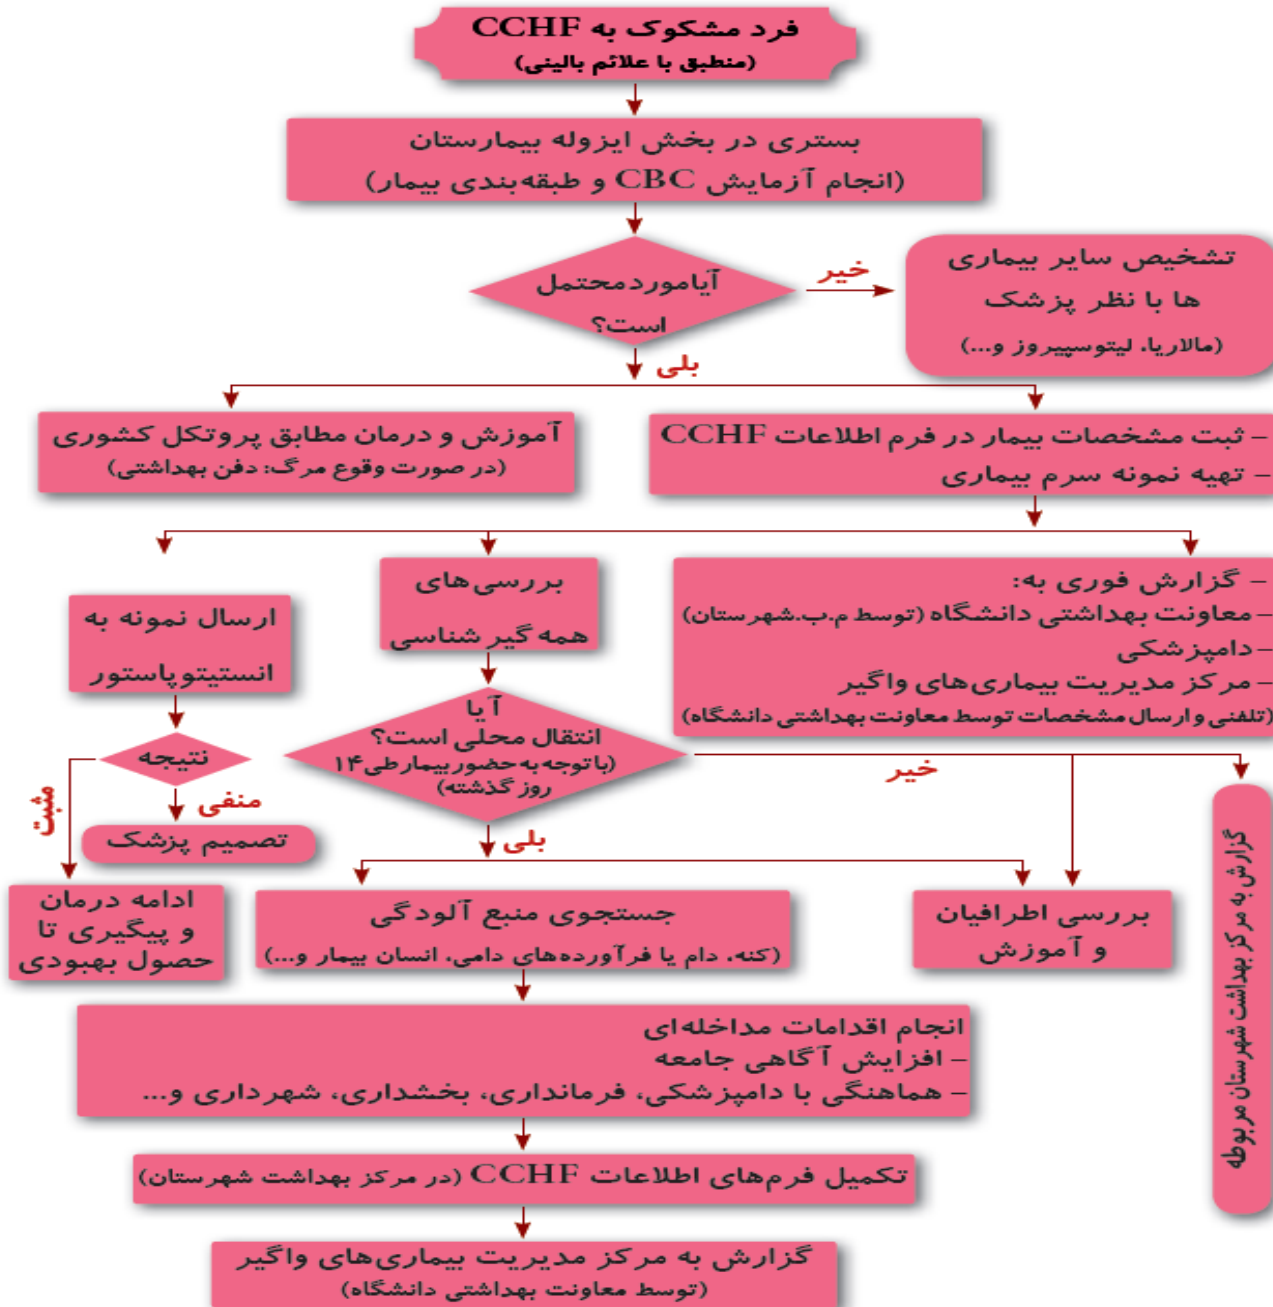 فرد مشکوک به CCHF
(منطبق با علائم بالینی)
بستری در بخش ایزوله بیمارستان
(انجام آزمایش CBC و طبقه‌بندی بیمار)
آیا مورد محتمل
است؟
خیر
تشخیص سایر بیماری
ها با نظر پزشک
(مالاریا، لپتوسپیروز و...)
بلی
– ثبت مشخصات بیمار در فرم اطلاعات CCHF
– تهیه نمونه سرم بیماری
آموزش و درمان مطابق پروتکل کشوری
(در صورت وقوع مرگ: دفن بهداشتی)
– گزارش فوری به:
– معاونت بهداشتی دانشگاه (توسط م.ب.شهرستان)
– دامپزشکی
– مرکز مدیریت بیماری‌های واگیر
(تلفنی و ارسال مشخصات توسط معاونت بهداشتی دانشگاه)
بررسی‌های
همه گیر شناسی
ارسال نمونه به
انستیتو پاستور
آیا
انتقال محلی است؟
(با توجه به حضور بیمار طی ۱۴
روز گذشته)
خیر
بلی
نتیجه
مثبت
منفی
تصمیم پزشک
ادامه درمان
و پیگیری تا
حصول بهبودی
گزارش به مرکز بهداشت شهرستان مربوطه
بررسی اطرافیان
و آموزش
جستجوی منبع آلودگی
(کنه، دام یا فرآورده‌های دامی، انسان بیمار و...)
انجام اقدامات مداخله‌ای
– افزایش آگاهی جامعه
– هماهنگی با دامپزشکی، فرمانداری، بخشداری، شهرداری و...
تکمیل فرم‌های اطلاعات CCHF (در مرکز بهداشت شهرستان)
گزارش به مرکز مدیریت بیماری‌های واگیر
(توسط معاونت بهداشتی دانشگاه)